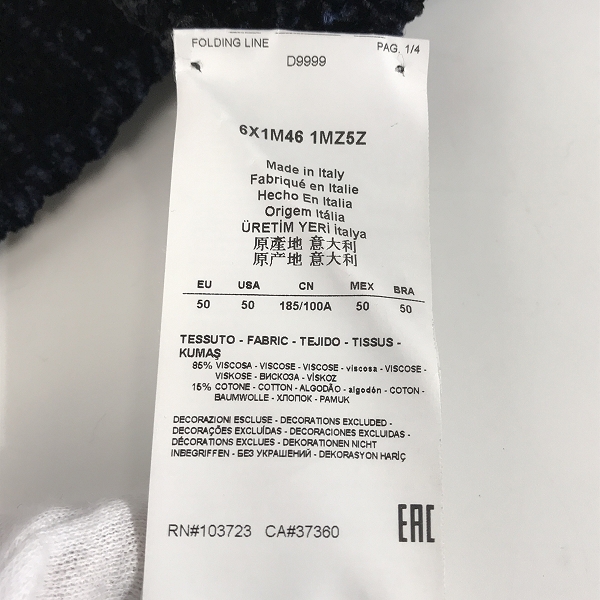 FOLDING LINE PAG. 1/4
D9999
6X1M46 1MZ5Z
Made in Italy
Fabriqué en Italie
Hecho En Italia
Origem Itália
ÜRETİM YERİ İtalya
原產地 意大利
原产地 意大利
EU USA CN MEX BRA
50 50 185/100A 50 50
TESSUTO - FABRIC - TEJIDO - TISSUS -
KUMAŞ
85% VISCOSA - VISCOSE - VISCOSE - viscosa - VISCOSE -
VISKOSE - ВИСКОЗА - VİSKOZ
15% COTONE - COTTON - ALGODÃO - algodón - COTON -
BAUMWOLLE - ХЛОПОК - PAMUK
DECORAZIONI ESCLUSE - DECORATIONS EXCLUDED -
DECORAÇÕES EXCLUÍDAS - DECORACIONES EXCLUIDAS -
DÉCORATIONS EXCLUES - DEKORATIONEN NICHT
INBEGRIFFEN - БЕЗ УКРАШЕНИЙ - DEKORASYON HARİÇ
RN#103723 CA#37360 EAC